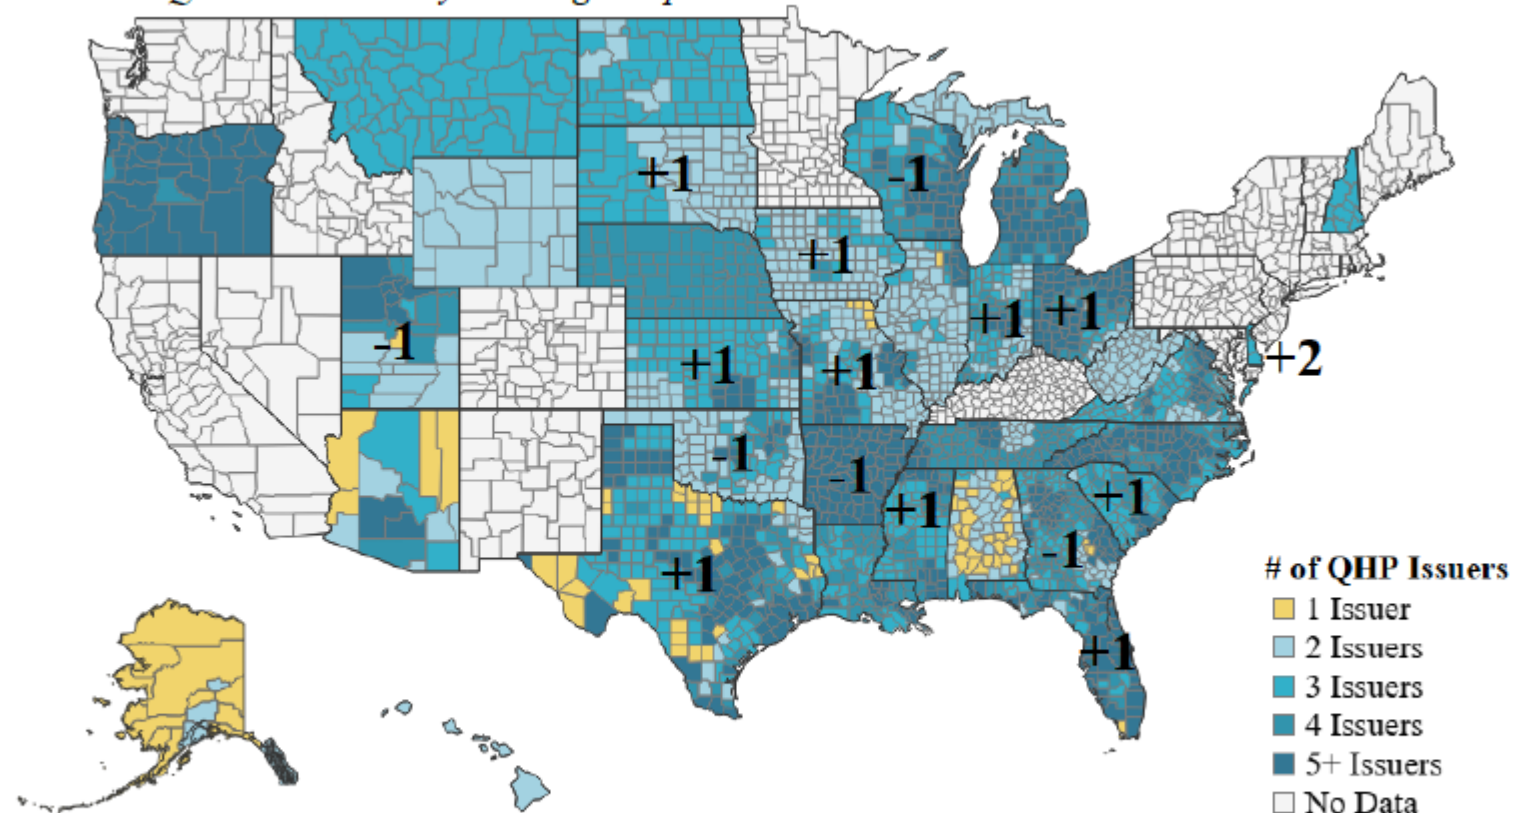 +1
-1
+1
+1
+1
-1
+2
+1
+1
-1
-1
+1
+1
-1
+1
+1
# of QHP Issuers
1 Issuer
2 Issuers
3 Issuers
4 Issuers
5+ Issuers
No Data